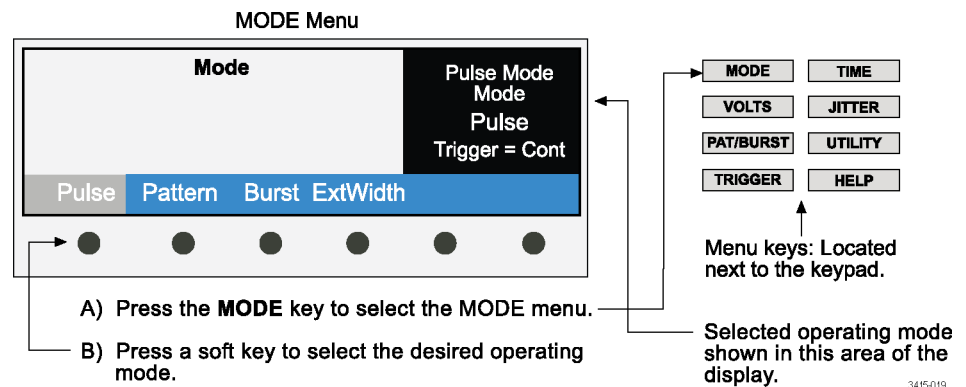 MODE Menu
Mode
Pulse Mode
Mode
Pulse
Trigger = Cont
Pulse Pattern Burst ExtWidth
MODE TIME
VOLTS JITTER
PAT/BURST UTILITY
TRIGGER HELP
Menu keys: Located
next to the keypad.
A) Press the MODE key to select the MODE menu.
B) Press a soft key to select the desired operating
mode.
Selected operating mode
shown in this area of the
display.
3415-019